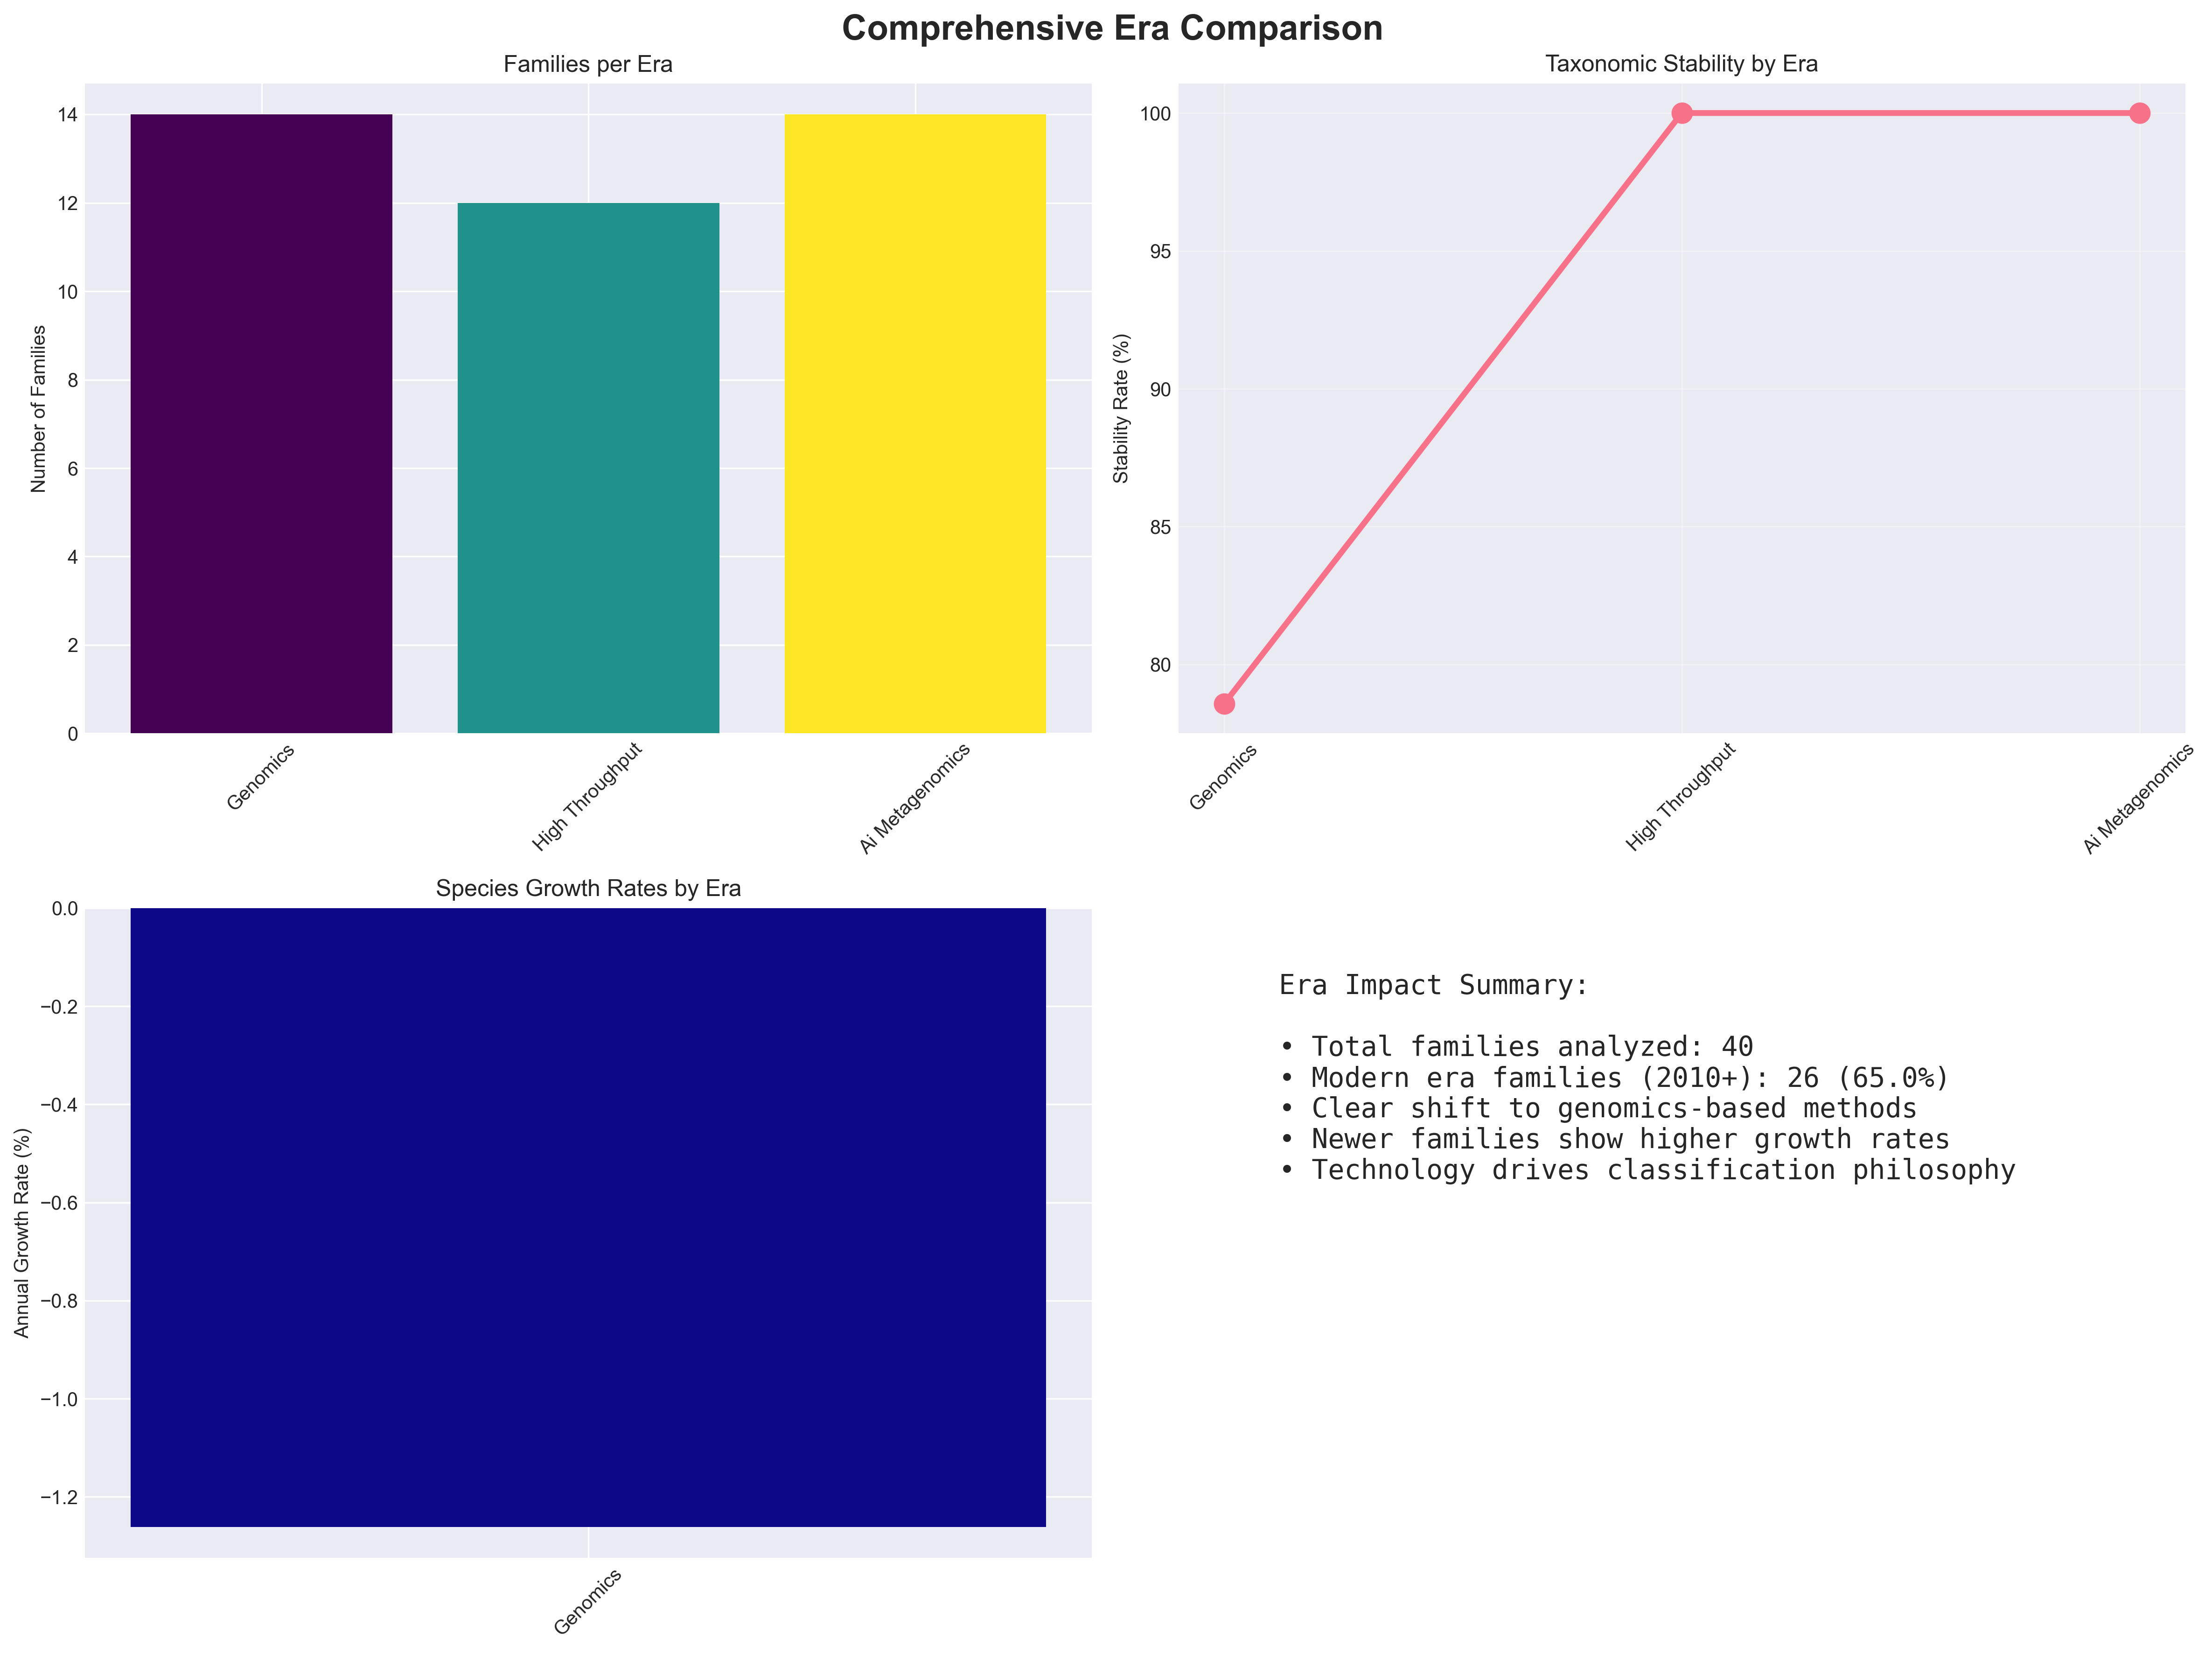 Comprehensive Era Comparison
Families per Era
Number of Families
14
12
10
8
6
4
2
0
Genomics
High Throughput
Ai Metagenomics
Taxonomic Stability by Era
Stability Rate (%)
100
95
90
85
80
Genomics
High Throughput
Ai Metagenomics
Species Growth Rates by Era
Annual Growth Rate (%)
0.0
−0.2
−0.4
−0.6
−0.8
−1.0
−1.2
Genomics
Era Impact Summary:
• Total families analyzed: 40
• Modern era families (2010+): 26 (65.0%)
• Clear shift to genomics-based methods
• Newer families show higher growth rates
• Technology drives classification philosophy